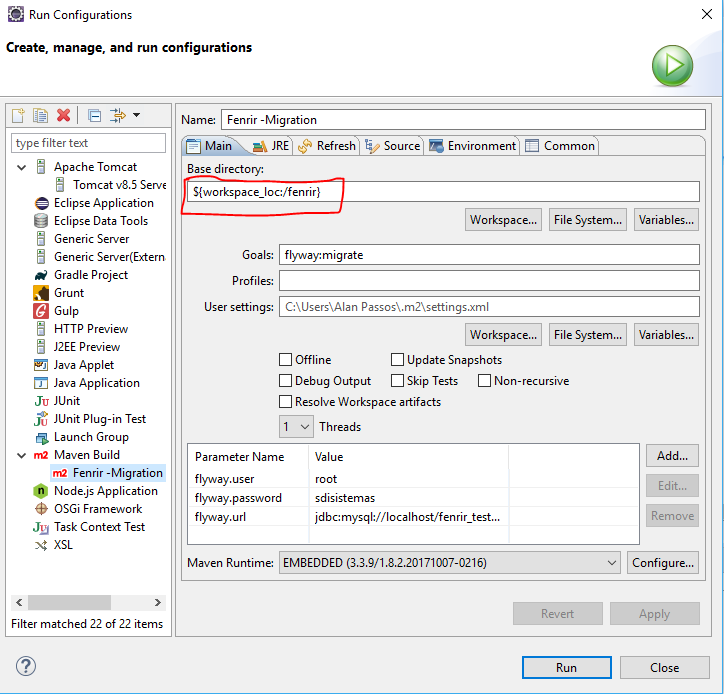 Run Configurations
Create, manage, and run configurations
type filter text
Apache Tomcat
Tomcat v8.5 Serve
Eclipse Application
Eclipse Data Tools
Generic Server
Generic Server(Extern
Gradle Project
Grunt
Gulp
HTTP Preview
J2EE Preview
Java Applet
Java Application
Ju JUnit
JUnit Plug-in Test
Launch Group
m2 Maven Build
m2 Fenrir -Migration
Node.js Application
OSGi Framework
Task Context Test
XSL
Filter matched 22 of 22 items
Name: Fenrir -Migration
Main JRE Refresh Source Environment Common
Base directory:
${workspace_loc:/fenrir}
Workspace... File System... Variables...
Goals: flyway:migrate
Profiles:
User settings: C:\Users\Alan Passos\.m2\settings.xml
Workspace... File System... Variables...
Offline Update Snapshots
Debug Output Skip Tests Non-recursive
Resolve Workspace artifacts
1 Threads
Parameter Name Value Add...
flyway.user root Edit...
flyway.password sdisistemas
flyway.url jdbc:mysql://localhost/fenrir_test... Remove
Maven Runtime: EMBEDDED (3.3.9/1.8.2.20171007-0216) Configure...
Revert Apply
? Run Close